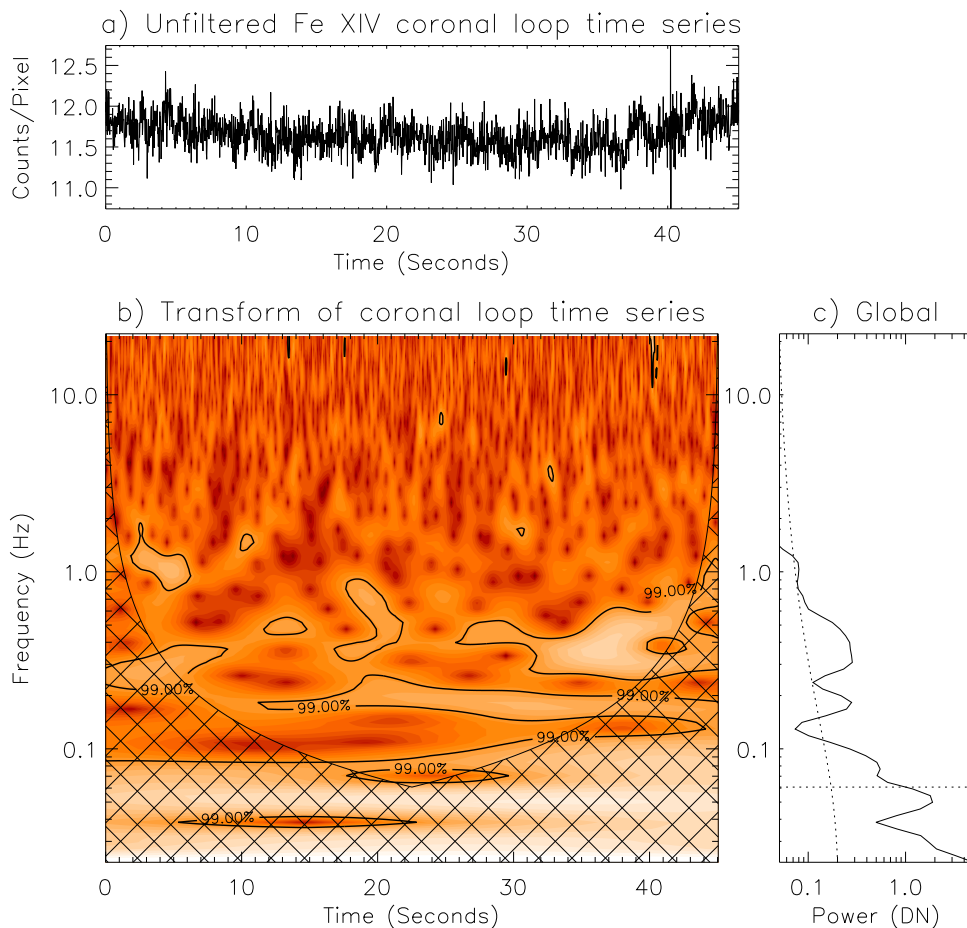 a) Unfiltered Fe XIV coronal loop time series
Counts/Pixel
12.5
12.0
11.5
11.0
0 10 20 30 40
Time (Seconds)
b) Transform of coronal loop time series
c) Global
Frequency (Hz)
10.0
1.0
0.1
99.00%
99.00%
99.00%
99.00%
99.00%
99.00%
99.00%
0 10 20 30 40
Time (Seconds)
10.0
1.0
0.1
0.1 1.0
Power (DN)